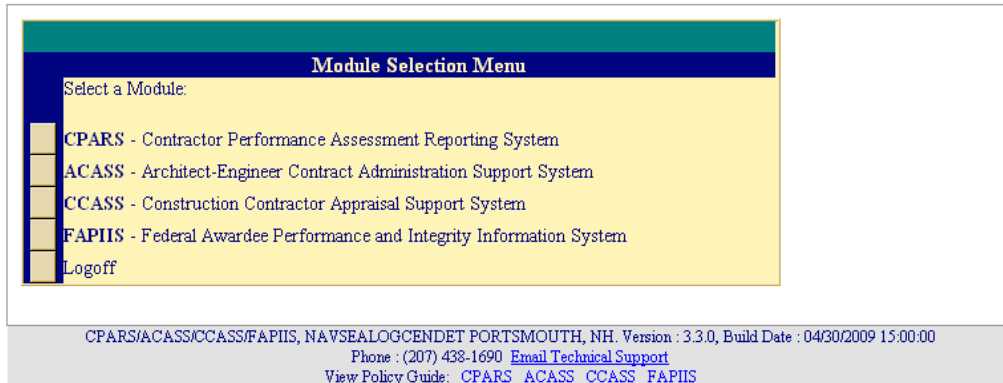 Module Selection Menu
Select a Module:
CPARS - Contractor Performance Assessment Reporting System
ACASS - Architect-Engineer Contract Administration Support System
CCASS - Construction Contractor Appraisal Support System
FAPIIS - Federal Awardee Performance and Integrity Information System
Logoff
CPARS/ACASS/CCASS/FAPIIS, NAVSEALOGCENDET PORTSMOUTH, NH. Version : 3.3.0, Build Date : 04/30/2009 15:00:00
Phone : (207) 438-1690 Email Technical Support
View Policy Guide: CPARS ACASS CCASS FAPIIS